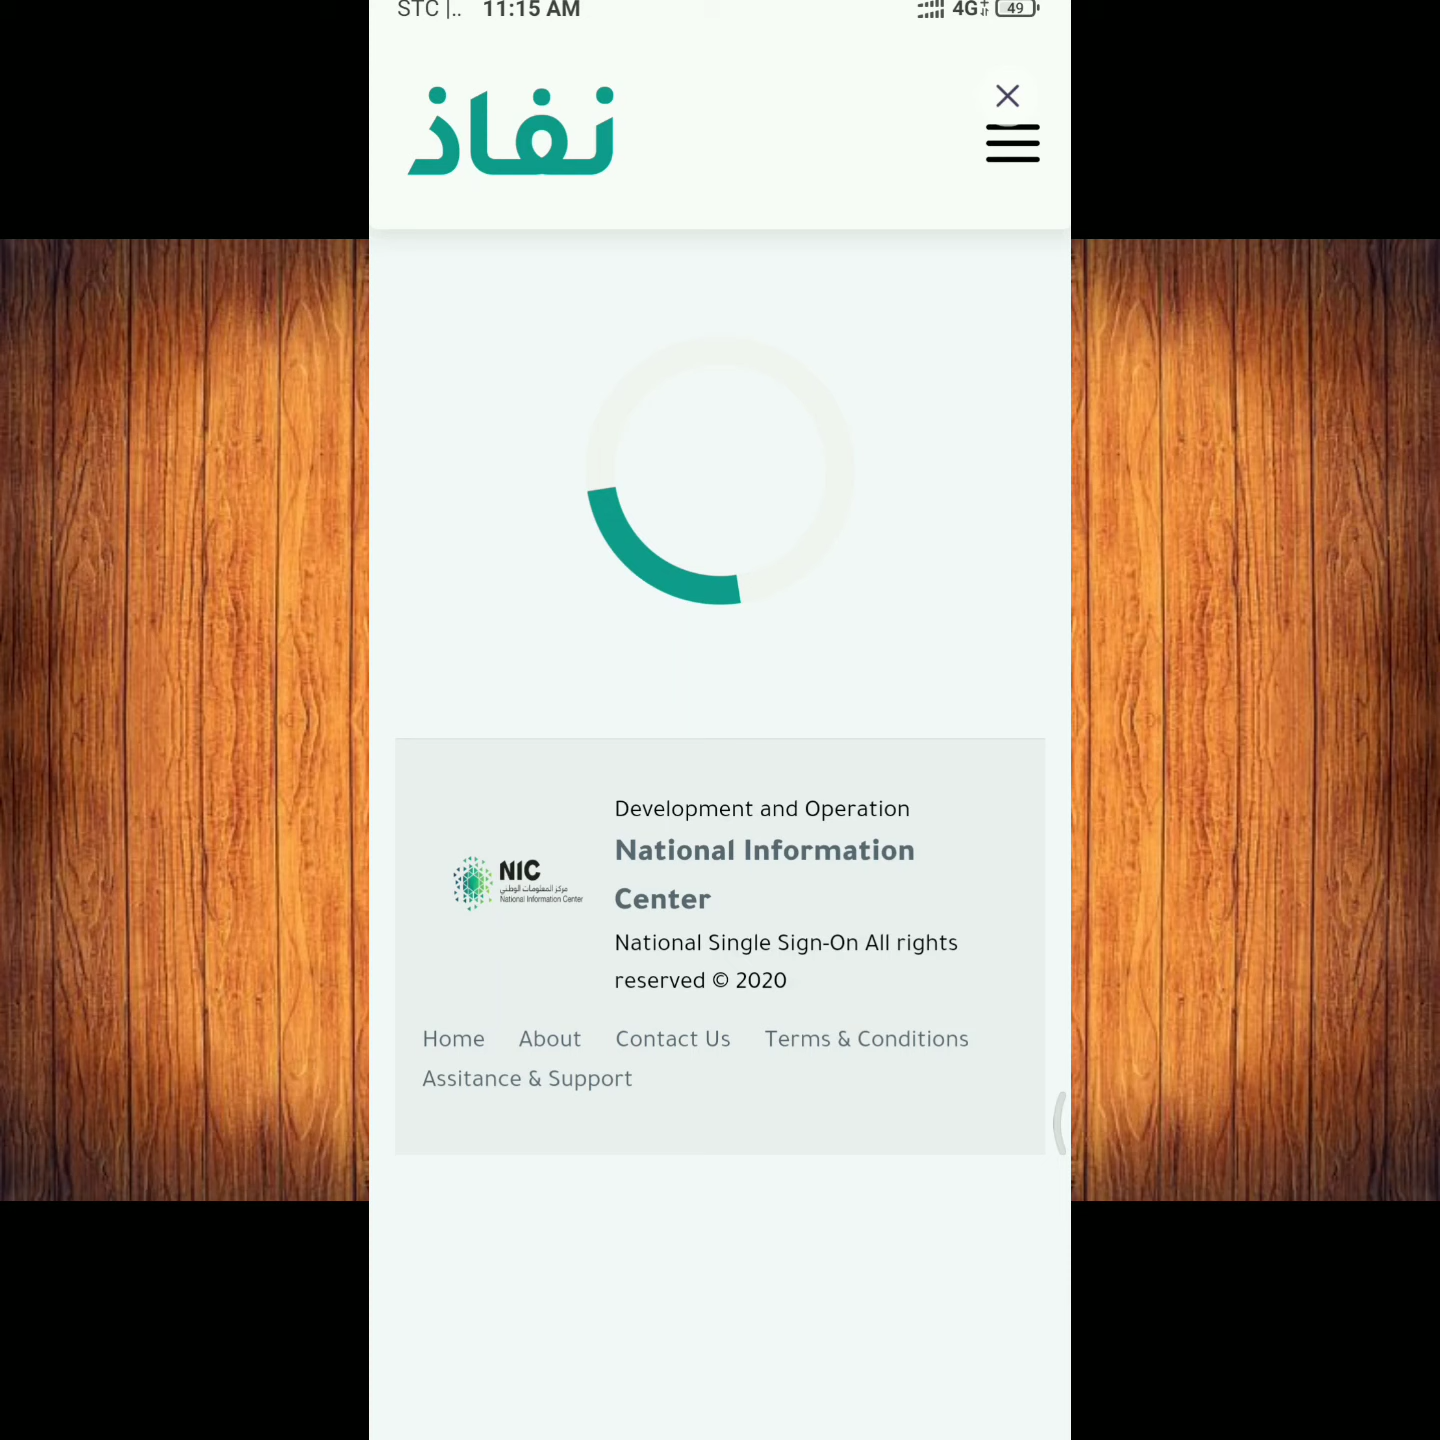 STC |.. 11:15 AM 4G+ 49
نفاذ
Development and Operation
National Information
Center
NIC
مركز المعلومات الوطني
National Information Center
National Single Sign-On All rights
reserved © 2020
Home About Contact Us Terms & Conditions
Assitance & Support